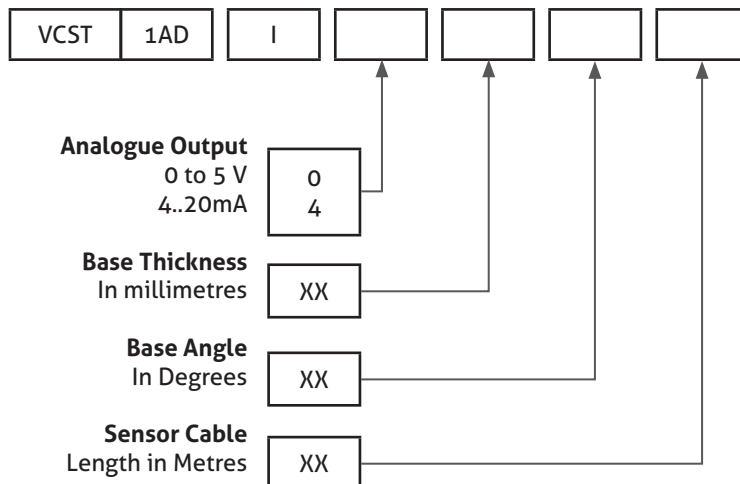 VCST 1AD I
Analogue Output
0 to 5 V 0
4..20mA 4
Base Thickness
In millimetres XX
Base Angle
In Degrees XX
Sensor Cable
Length in Metres XX